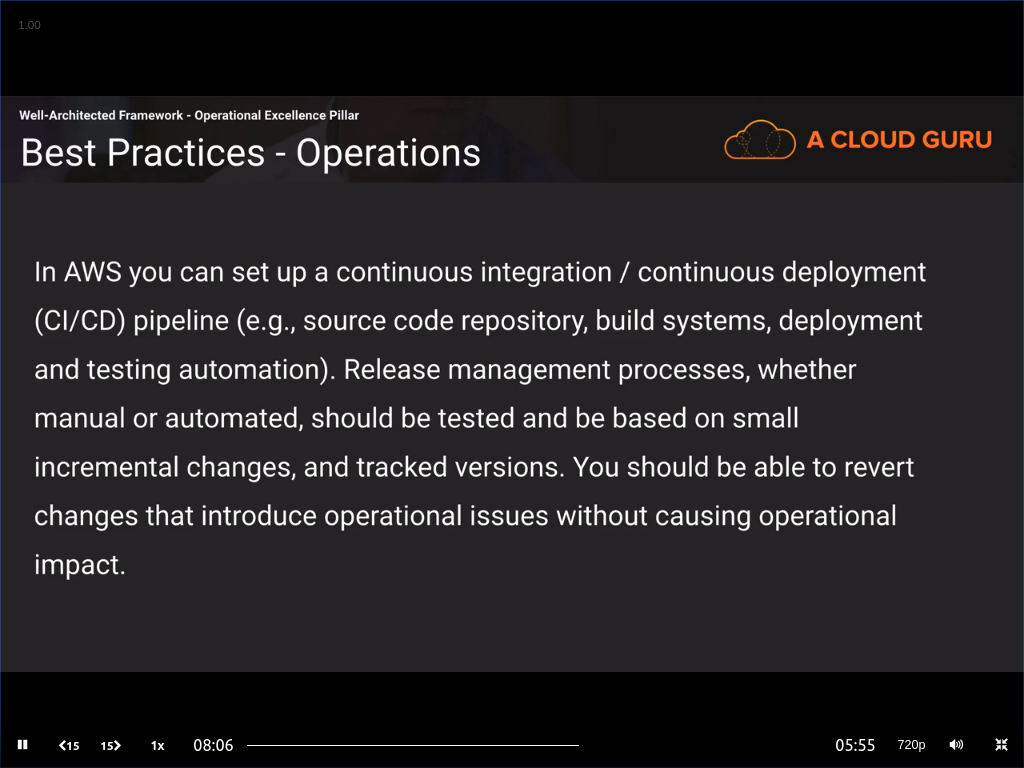 1.00
Well-Architected Framework - Operational Excellence Pillar
Best Practices - Operations
A CLOUD GURU
In AWS you can set up a continuous integration / continuous deployment
(CI/CD) pipeline (e.g., source code repository, build systems, deployment
and testing automation). Release management processes, whether
manual or automated, should be tested and be based on small
incremental changes, and tracked versions. You should be able to revert
changes that introduce operational issues without causing operational
impact.
15 15 1x 08:06 05:55 720p